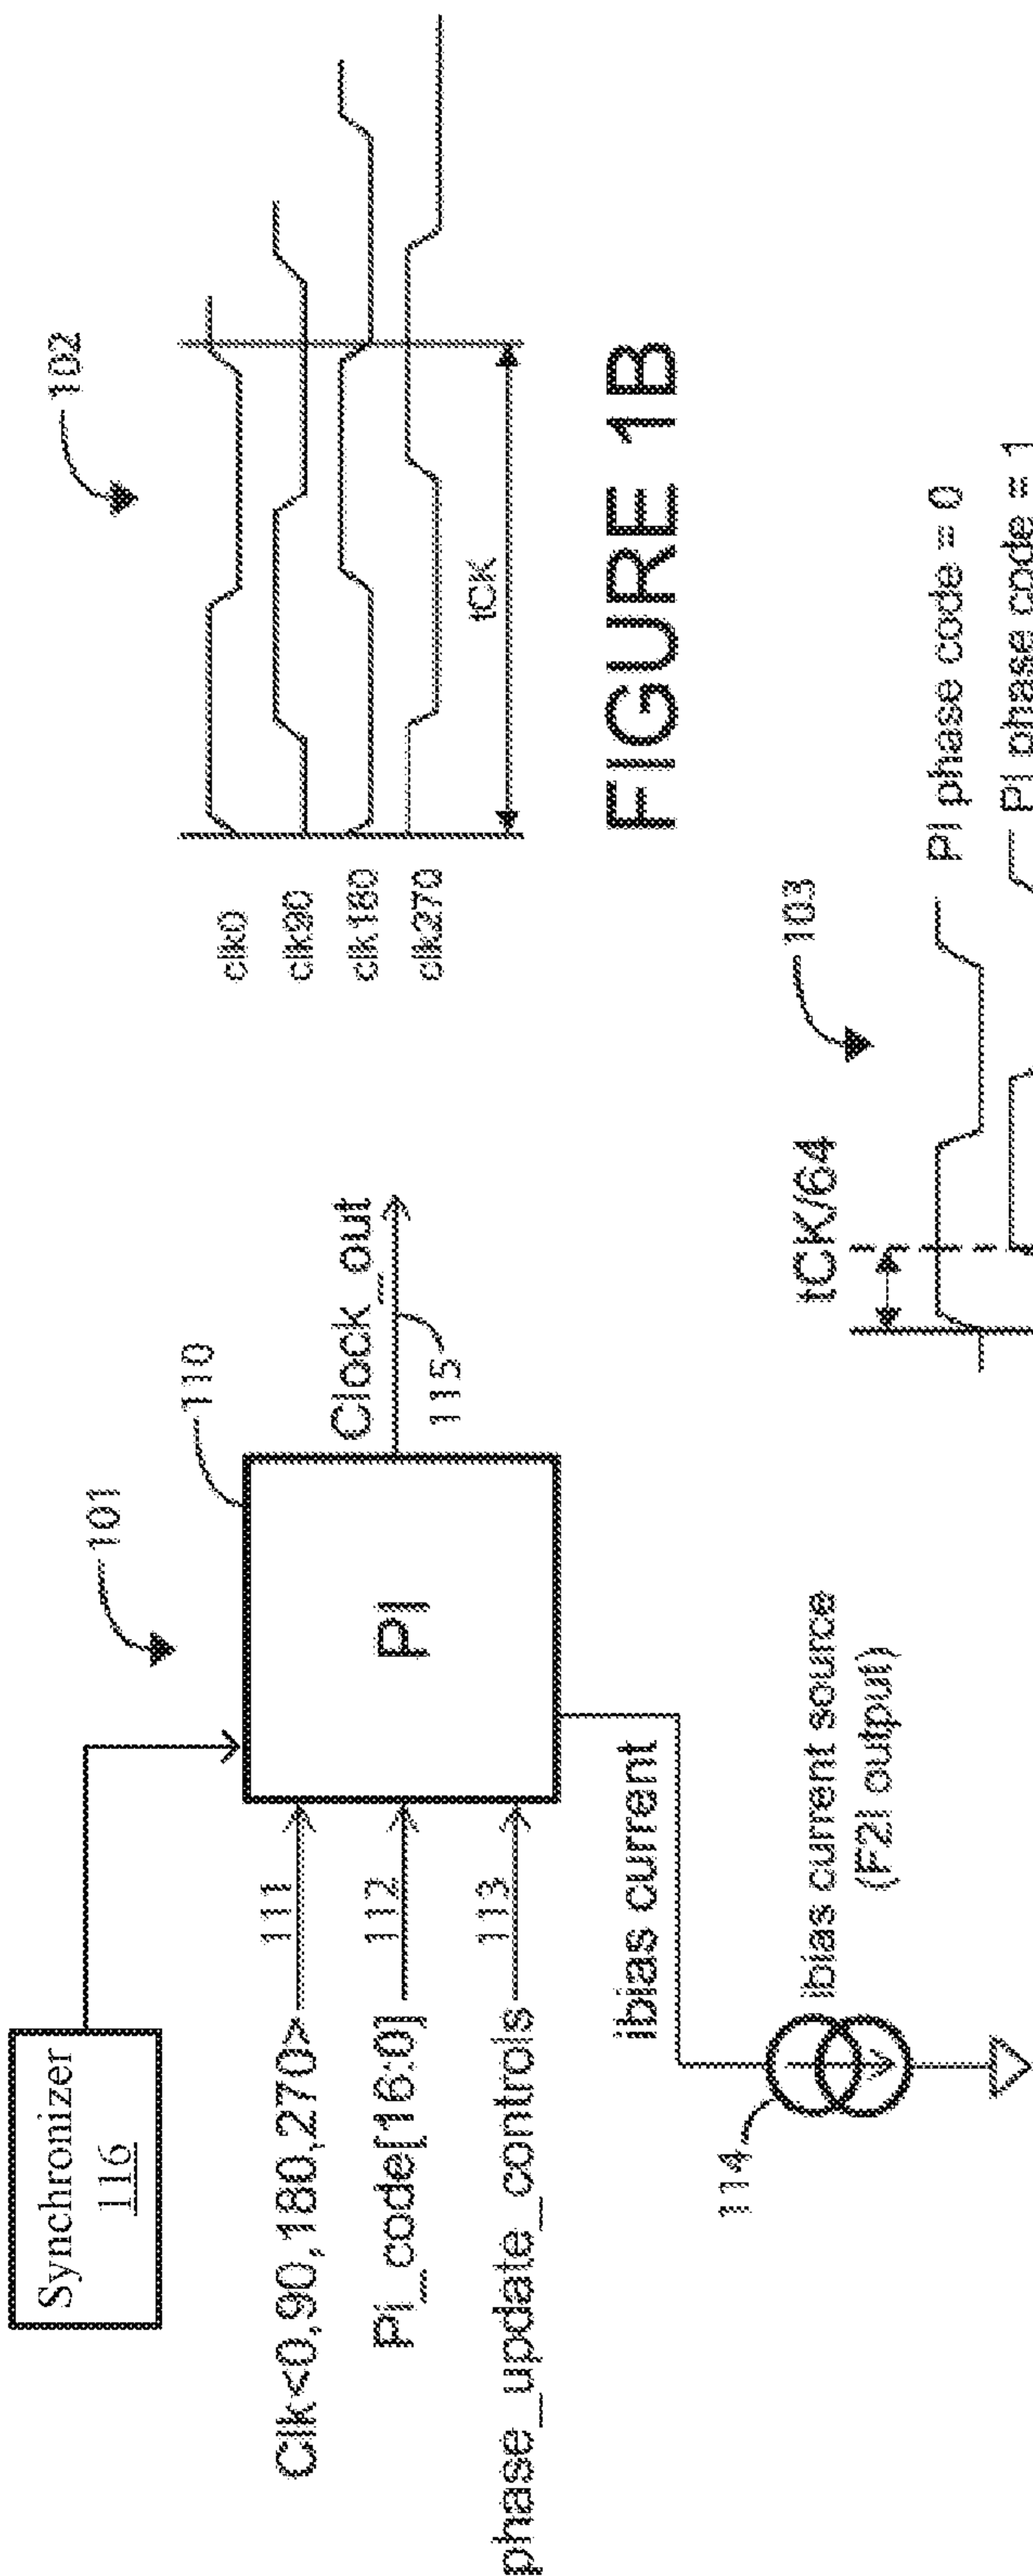 Synchronizer
116
101
110
Clk<0,90,180,270>
111
Pi_code[16:0]
112
phase_update_controls
113
PI
Clock_out
115
ibias current
114
ibias current source
(F2I output)
102
clk0
clk90
clk180
clk270
tCK
FIGURE 1B
103
tCK/64
PI phase code = 0
PI phase code = 1